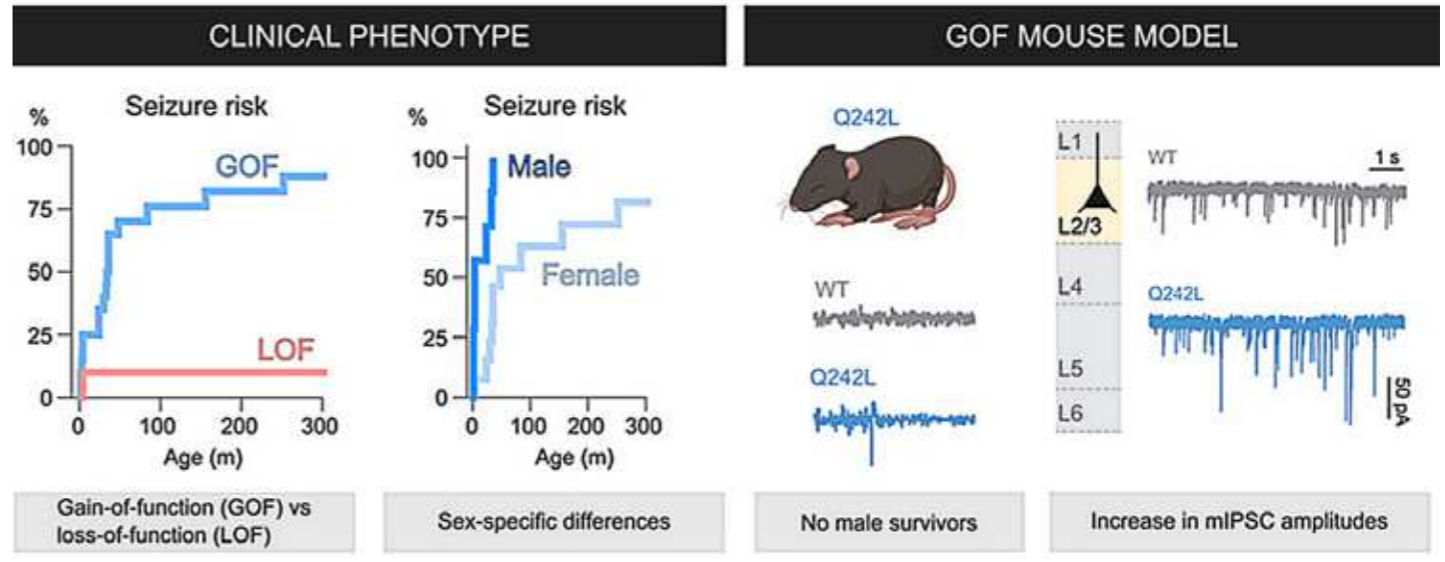 CLINICAL PHENOTYPE
GOF MOUSE MODEL
Seizure risk
%
100
75
50
25
0
GOF
LOF
0 100 200 300
Age (m)
Gain-of-function (GOF) vs
loss-of-function (LOF)
Seizure risk
%
100
75
50
25
0
Male
Female
0 100 200 300
Age (m)
Sex-specific differences
Q242L
WT
Q242L
No male survivors
L1
L2/3
L4
L5
L6
WT
1 s
Q242L
50 pA
Increase in mIPSC amplitudes